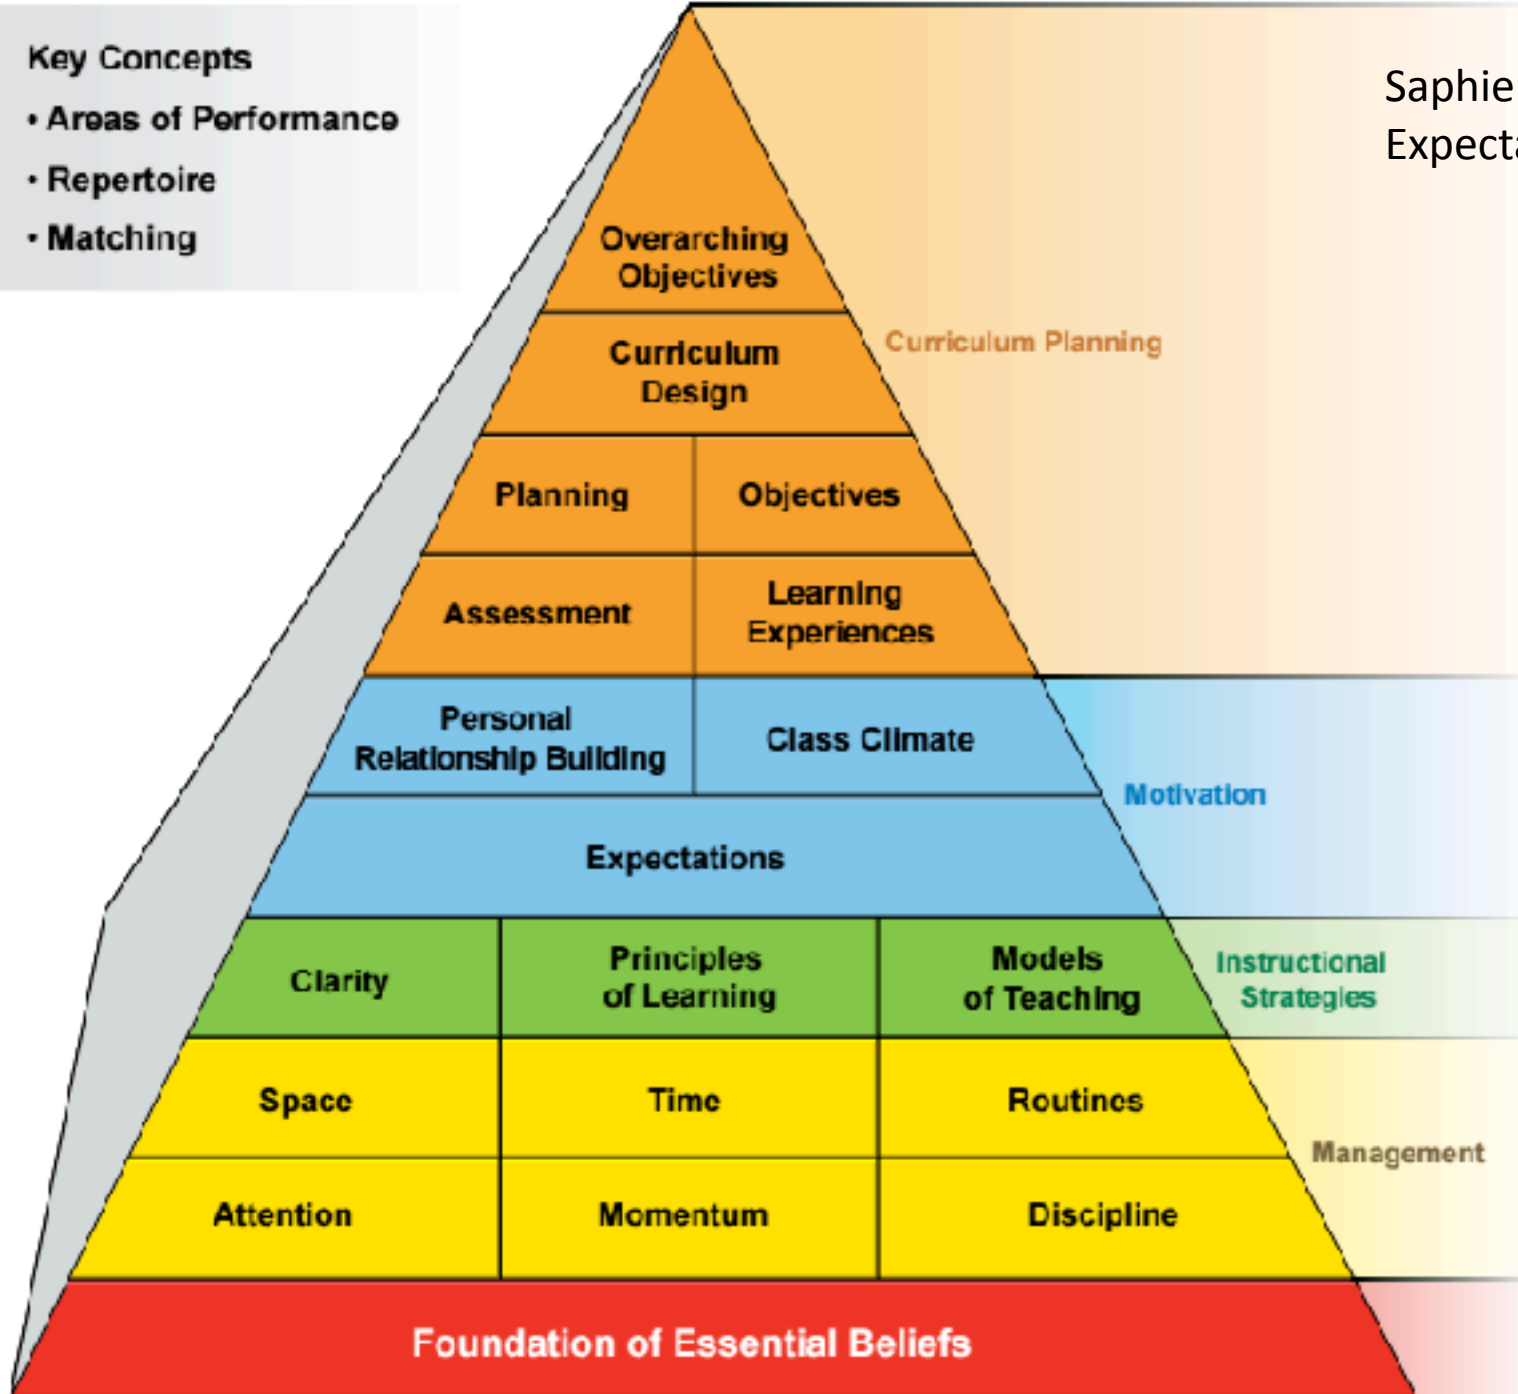 Key Concepts
• Areas of Performance
• Repertoire
• Matching
Saphie
Expecta
Overarching
Objectives
Curriculum
Design
Curriculum Planning
Planning
Objectives
Assessment
Learning
Experiences
Personal
Relationship Building
Class Climate
Motivation
Expectations
Clarity
Principles
of Learning
Models
of Teaching
Instructional
Strategies
Space
Time
Routines
Management
Attention
Momentum
Discipline
Foundation of Essential Beliefs